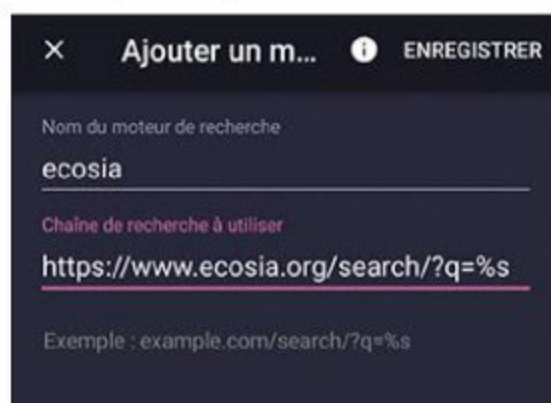 × Ajouter un m... i ENREGISTRER
Nom du moteur de recherche
ecosia
Chaîne de recherche à utiliser
https://www.ecosia.org/search/?q=%s
Exemple : example.com/search/?q=%s